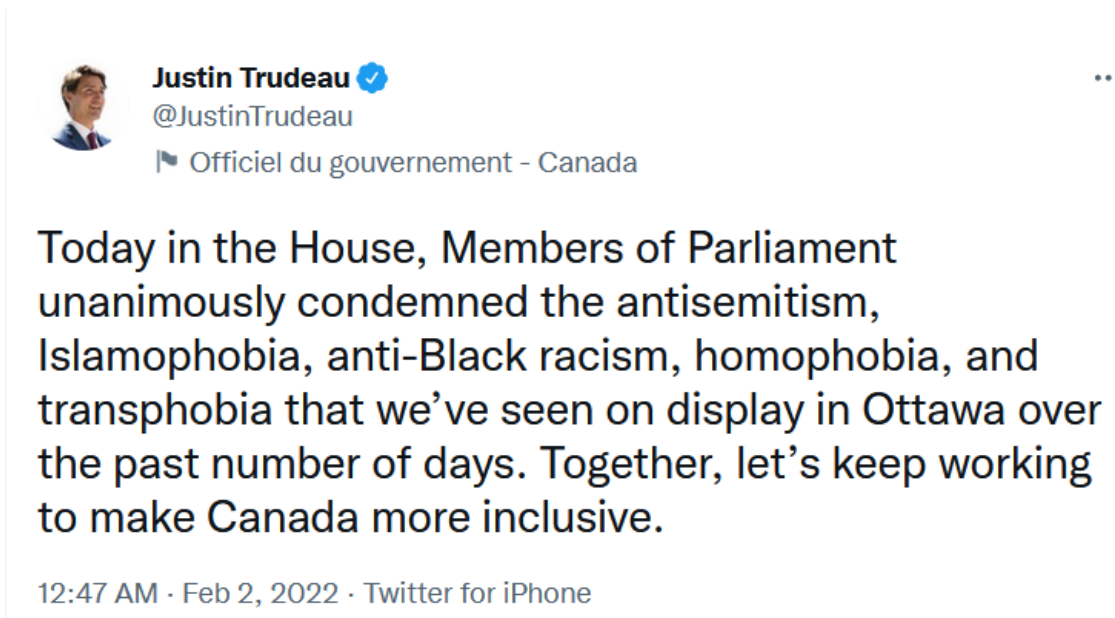 Justin Trudeau
@JustinTrudeau
Officiel du gouvernement - Canada
Today in the House, Members of Parliament
unanimously condemned the antisemitism,
Islamophobia, anti-Black racism, homophobia, and
transphobia that we’ve seen on display in Ottawa over
the past number of days. Together, let’s keep working
to make Canada more inclusive.
12:47 AM · Feb 2, 2022 · Twitter for iPhone